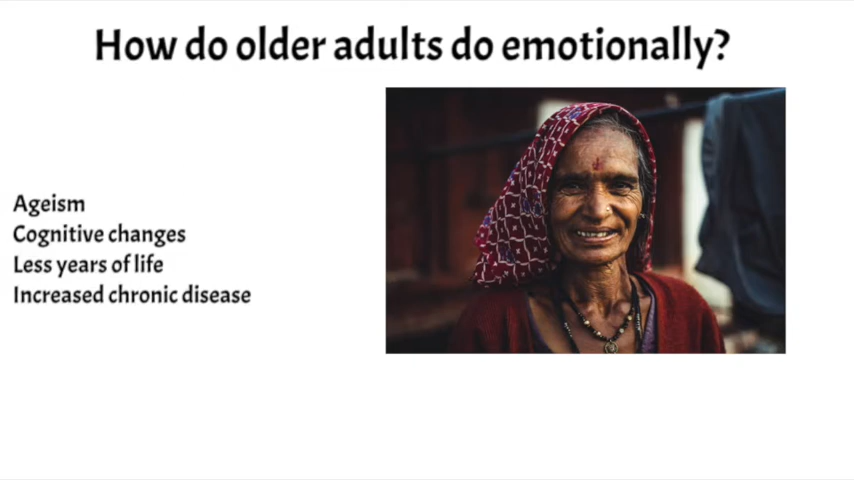 How do older adults do emotionally?
Ageism
Cognitive changes
Less years of life
Increased chronic disease